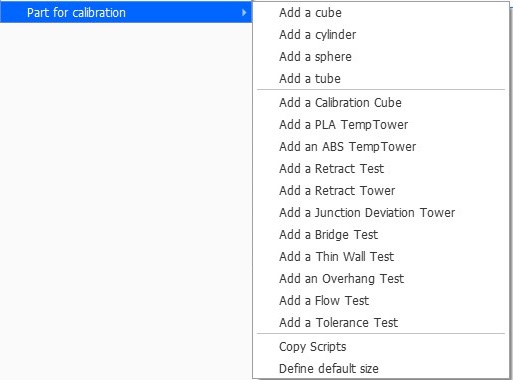 Part for calibration
Add a cube
Add a cylinder
Add a sphere
Add a tube
Add a Calibration Cube
Add a PLA TempTower
Add an ABS TempTower
Add a Retract Test
Add a Retract Tower
Add a Junction Deviation Tower
Add a Bridge Test
Add a Thin Wall Test
Add an Overhang Test
Add a Flow Test
Add a Tolerance Test
Copy Scripts
Define default size